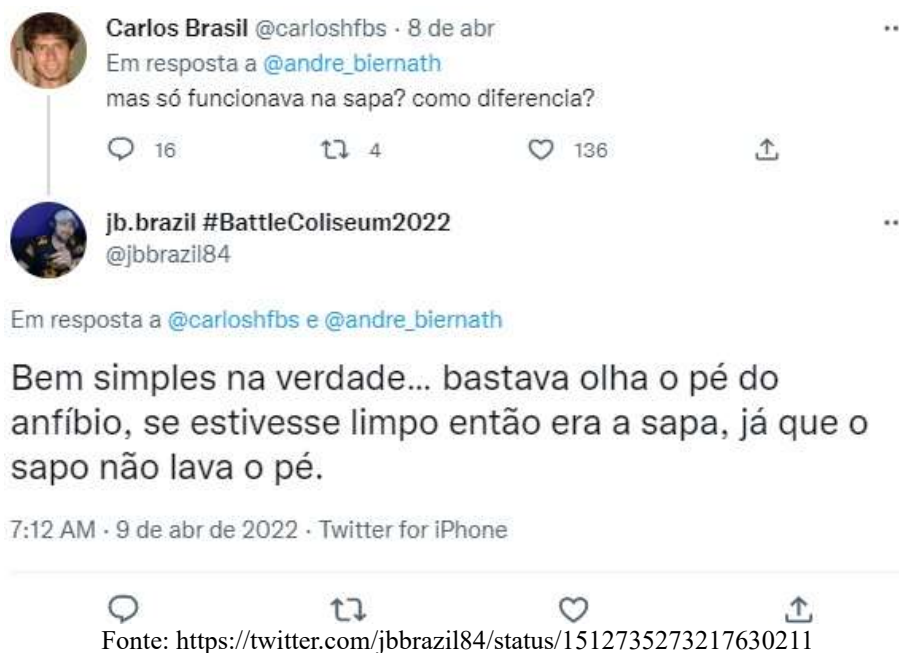 Carlos Brasil @carloshfbs · 8 de abr
Em resposta a @andre_biernath
mas só funcionava na sapa? como diferencia?
16 4 136
jb.brazil #BattleColiseum2022
@jbbrazil84
Em resposta a @carloshfbs e @andre_biernath
Bem simples na verdade... bastava olha o pé do
anfíbio, se estivesse limpo então era a sapa, já que o
sapo não lava o pé.
7:12 AM · 9 de abr de 2022 · Twitter for iPhone
Fonte: https://twitter.com/jbbrazil84/status/1512735273217630211